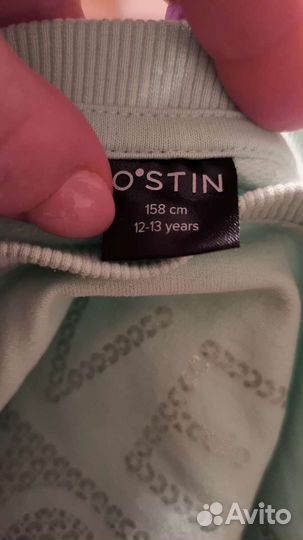 O'STIN
158 cm
12-13 years
Avito